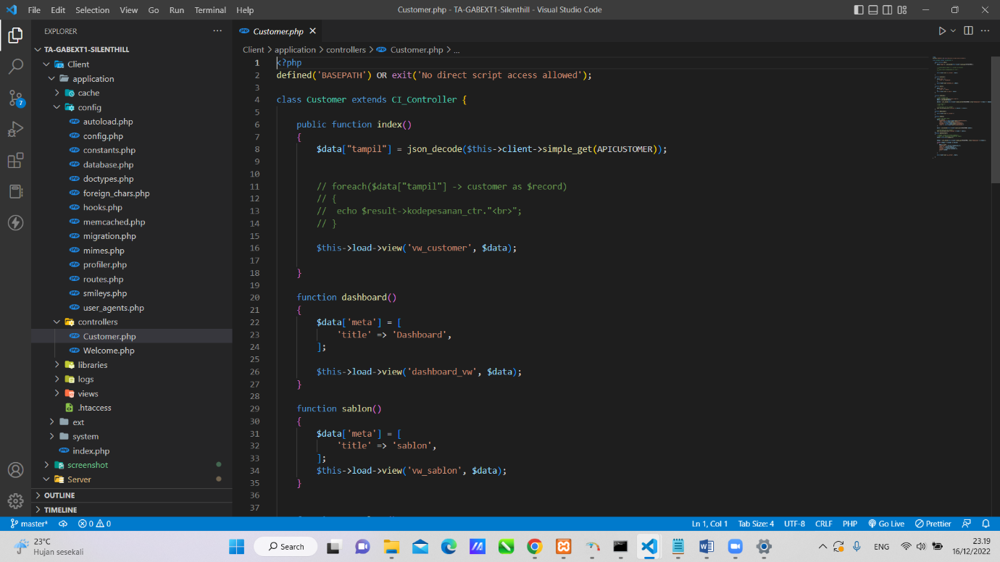 File Edit Selection View Go Run Terminal Help
Customer.php - TA-GABEXT1-Silenthill - Visual Studio Code
EXPLORER
TA-GABEXT1-SILENTHILL
Client
application
cache
config
autoload.php
config.php
constants.php
database.php
doctypes.php
foreign_chars.php
hooks.php
memcached.php
migration.php
mimes.php
profiler.php
routes.php
smileys.php
user_agents.php
controllers
Customer.php
Welcome.php
libraries
logs
views
.htaccess
ext
system
index.php
screenshot
Server
OUTLINE
TIMELINE
7
Customer.php
Client > application > controllers > Customer.php > ...
1 <?php
2 defined('BASEPATH') OR exit('No direct script access allowed');
3
4 class Customer extends CI_Controller {
5
6 public function index()
7 {
8 $data["tampil"] = json_decode($this->client->simple_get(APICUSTOMER));
9
10
11 // foreach($data["tampil"] -> customer as $record)
12 // {
13 //  echo $result->kodepesanan_ctr."<br>";
14 // }
15
16 $this->load->view('vw_customer', $data);
17
18 }
19
20 function dashboard()
21 {
22 $data['meta'] = [
23 'title' => 'Dashboard',
24 ];
25
26 $this->load->view('dashboard_vw', $data);
27 }
28
29 function sablon()
30 {
31 $data['meta'] = [
32 'title' => 'sablon',
33 ];
34 $this->load->view('vw_sablon', $data);
35 }
36
37
master* 0 0 Ln 1, Col 1 Tab Size: 4 UTF-8 CRLF PHP Go Live Prettier
23°C
Hujan sesekali
Search
ENG
23.19
16/12/2022